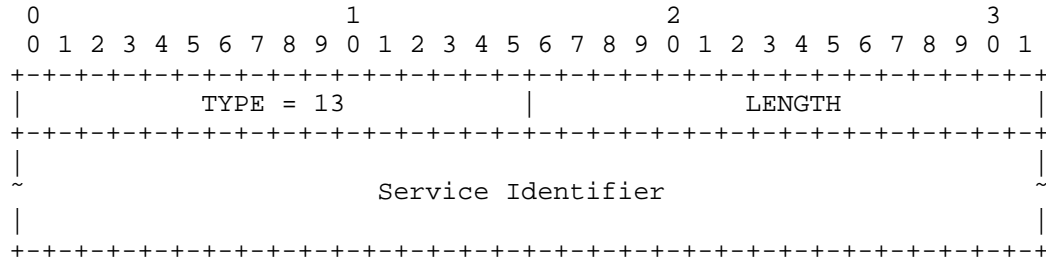 0                   1                   2                   3
 0 1 2 3 4 5 6 7 8 9 0 1 2 3 4 5 6 7 8 9 0 1 2 3 4 5 6 7 8 9 0 1
+-+-+-+-+-+-+-+-+-+-+-+-+-+-+-+-+-+-+-+-+-+-+-+-+-+-+-+-+-+-+-+-+
|           TYPE = 13           |             LENGTH            |
+-+-+-+-+-+-+-+-+-+-+-+-+-+-+-+-+-+-+-+-+-+-+-+-+-+-+-+-+-+-+-+-+
|                                                               |
~                      Service Identifier                       ~
|                                                               |
+-+-+-+-+-+-+-+-+-+-+-+-+-+-+-+-+-+-+-+-+-+-+-+-+-+-+-+-+-+-+-+-+